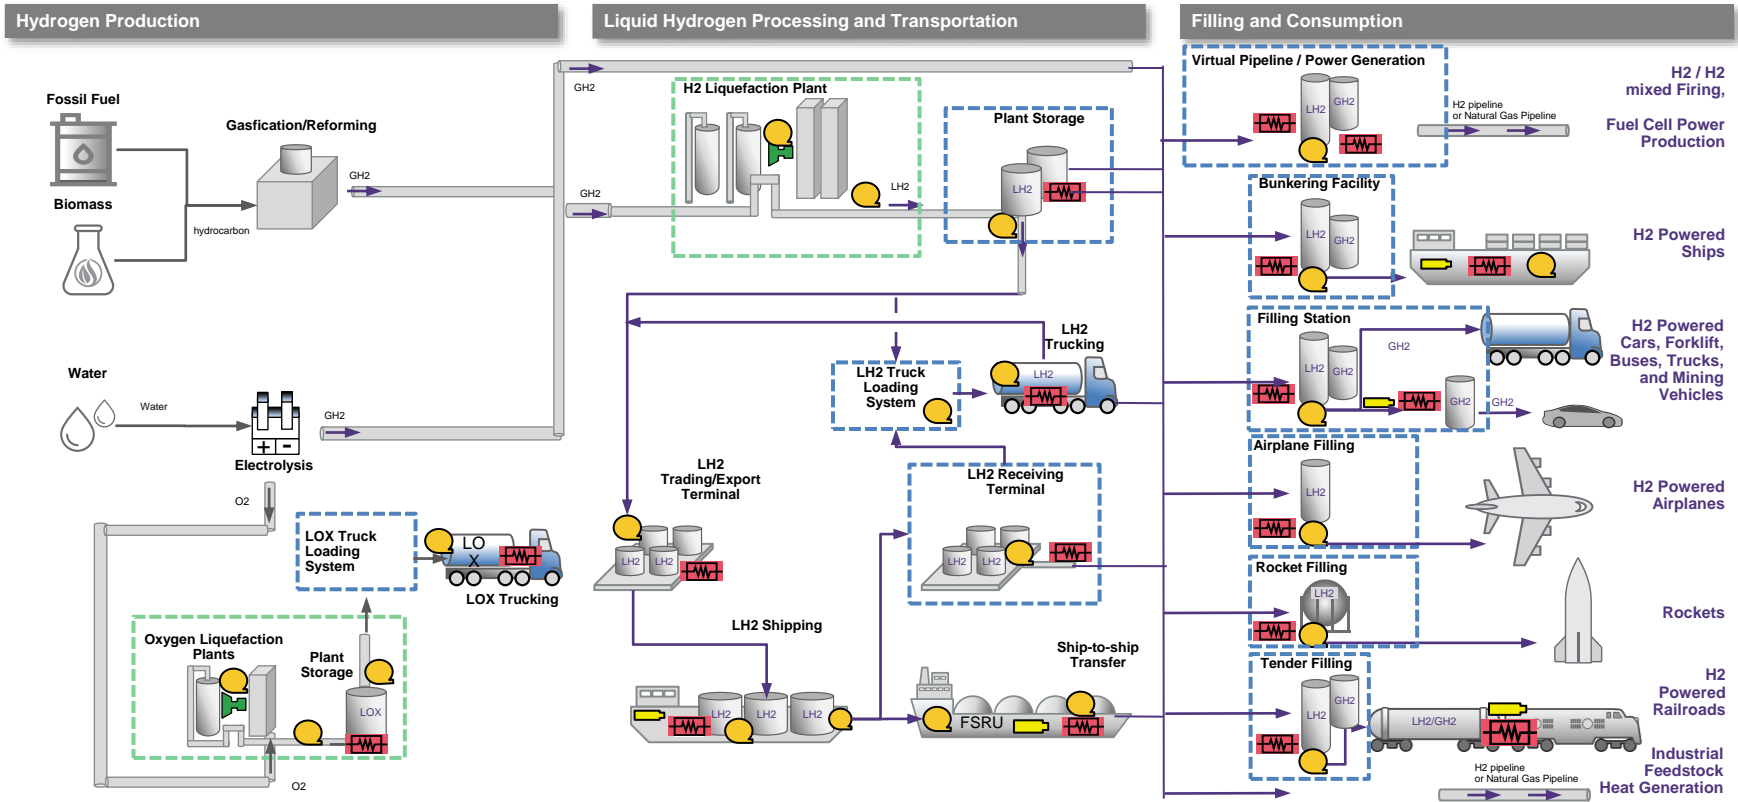 Hydrogen Production
Liquid Hydrogen Processing and Transportation
Filling and Consumption
Fossil Fuel
Gasfication/Reforming
GH2
Biomass
hydrocarbon
Water
Water
GH2
+ -
Electrolysis
O2
LOX Truck
Loading
System
LO
X
LOX Trucking
Oxygen Liquefaction
Plants
Plant
Storage
LOX
O2
GH2
GH2
H2 Liquefaction Plant
LH2
Plant Storage
LH2
LH2
Trucking
LH2
LH2 Truck
Loading
System
LH2
Trading/Export
Terminal
LH2
LH2
LH2 Receiving
Terminal
LH2
LH2
LH2 Shipping
LH2
LH2
LH2
Ship-to-ship
Transfer
FSRU
Virtual Pipeline / Power Generation
LH2
GH2
H2 pipeline
or Natural Gas Pipeline
H2 / H2
mixed Firing,
Fuel Cell Power
Production
Bunkering Facility
LH2
GH2
H2 Powered
Ships
Filling Station
LH2
GH2
GH2
GH2
GH2
H2 Powered
Cars, Forklift,
Buses, Trucks,
and Mining
Vehicles
Airplane Filling
LH2
H2 Powered
Airplanes
Rocket Filling
LH2
Rockets
Tender Filling
LH2
GH2
LH2/GH2
H2
Powered
Railroads
H2 pipeline
or Natural Gas Pipeline
Industrial
Feedstock
Heat Generation